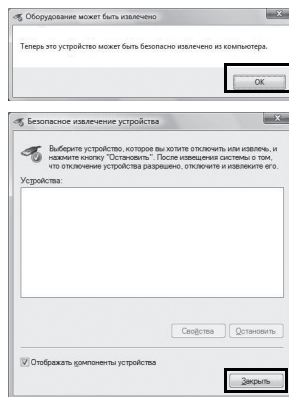 Оборудование может быть извлечено
Теперь это устройство может быть безопасно извлечено из компьютера.
OK
Безопасное извлечение устройства
Выберите устройство, которое вы хотите отключить или извлечь, и
нажмите кнопку "Остановить". После извещения системы о том,
что отключение устройства разрешено, отключите и извлеките его.
Устройства:
Свойства
Остановить
Отображать компоненты устройства
Закрыть